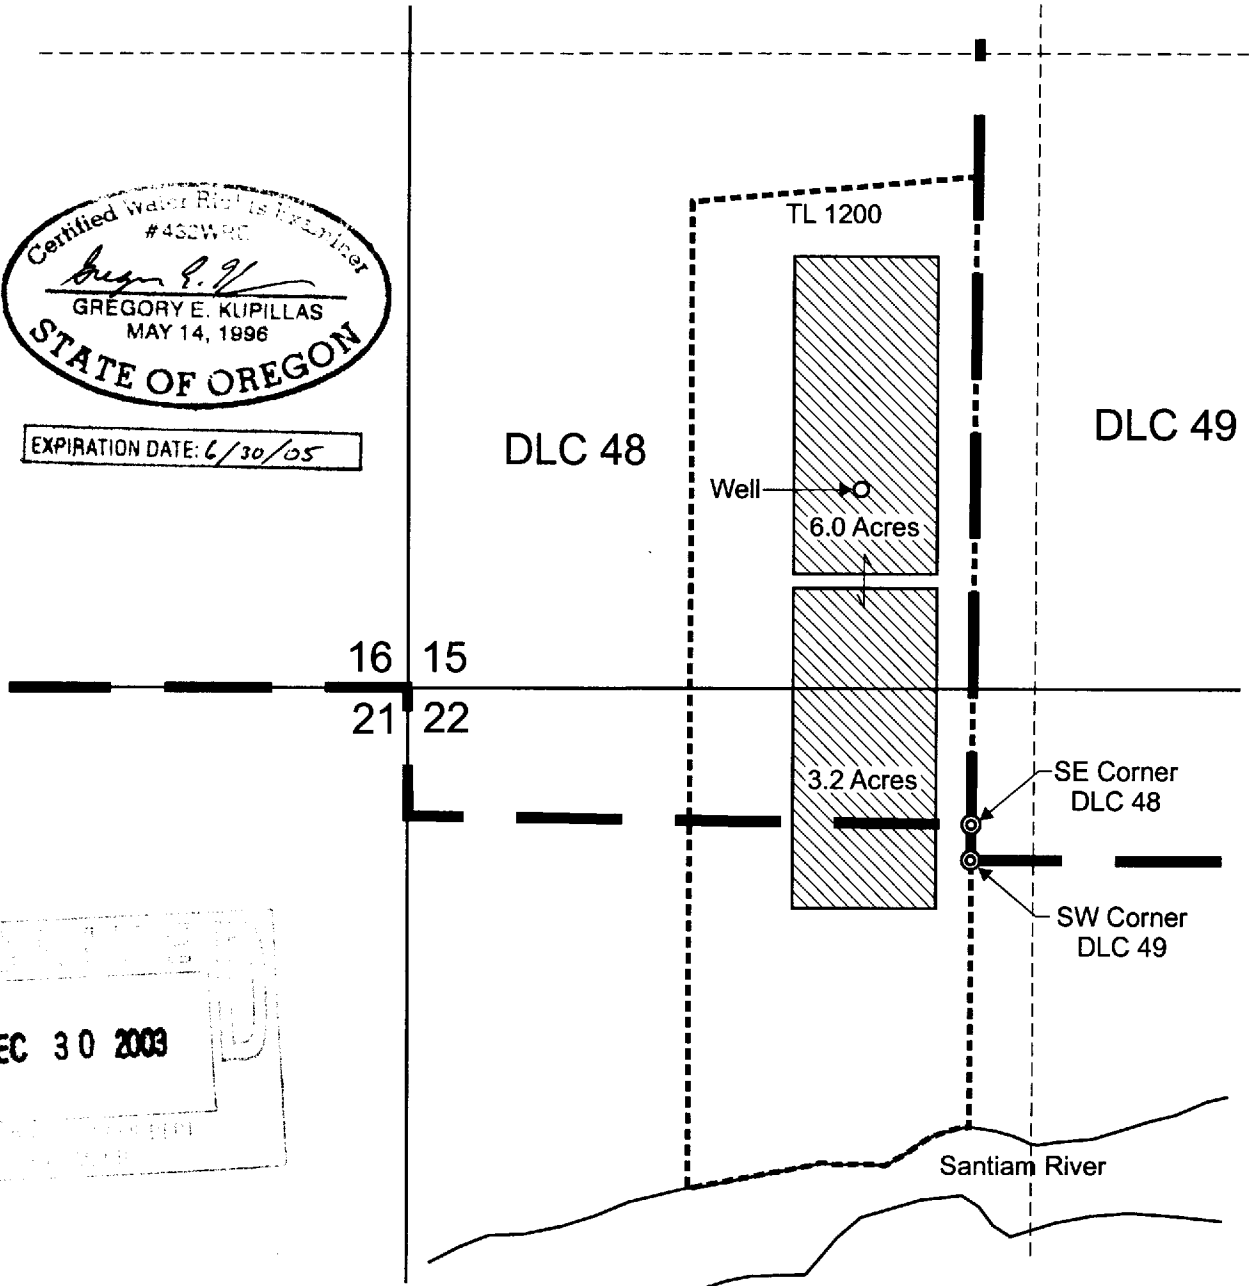 TL 1200
Certified Water Rights Examiner
#432WRE
GREGORY E. KUPILLAS
MAY 14, 1996
STATE OF OREGON
EXPIRATION DATE: 6/30/05
DLC 48
DLC 49
Well
6.0 Acres
16 15
21 22
3.2 Acres
SE Corner
DLC 48
SW Corner
DLC 49
EC 30 2003
Santiam River